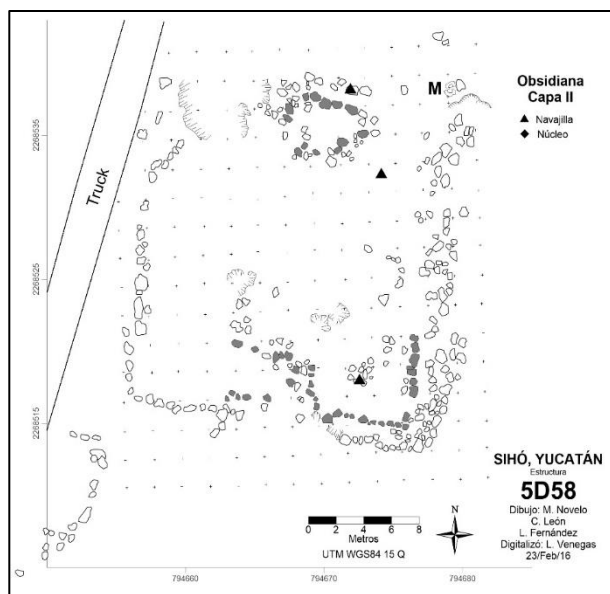 M
Obsidiana
Capa II
Navajilla
Núcleo
2268535
Truck
2268525
2268515
SIHÓ, YUCATÁN
Estructura
5D58
Dibujo: M. Novelo
C. León
L. Fernández
Digitalizó: L. Venegas
23/Feb/16
N
0 2 4 6 8
Metros
UTM WGS84 15 Q
794660 794670 794680